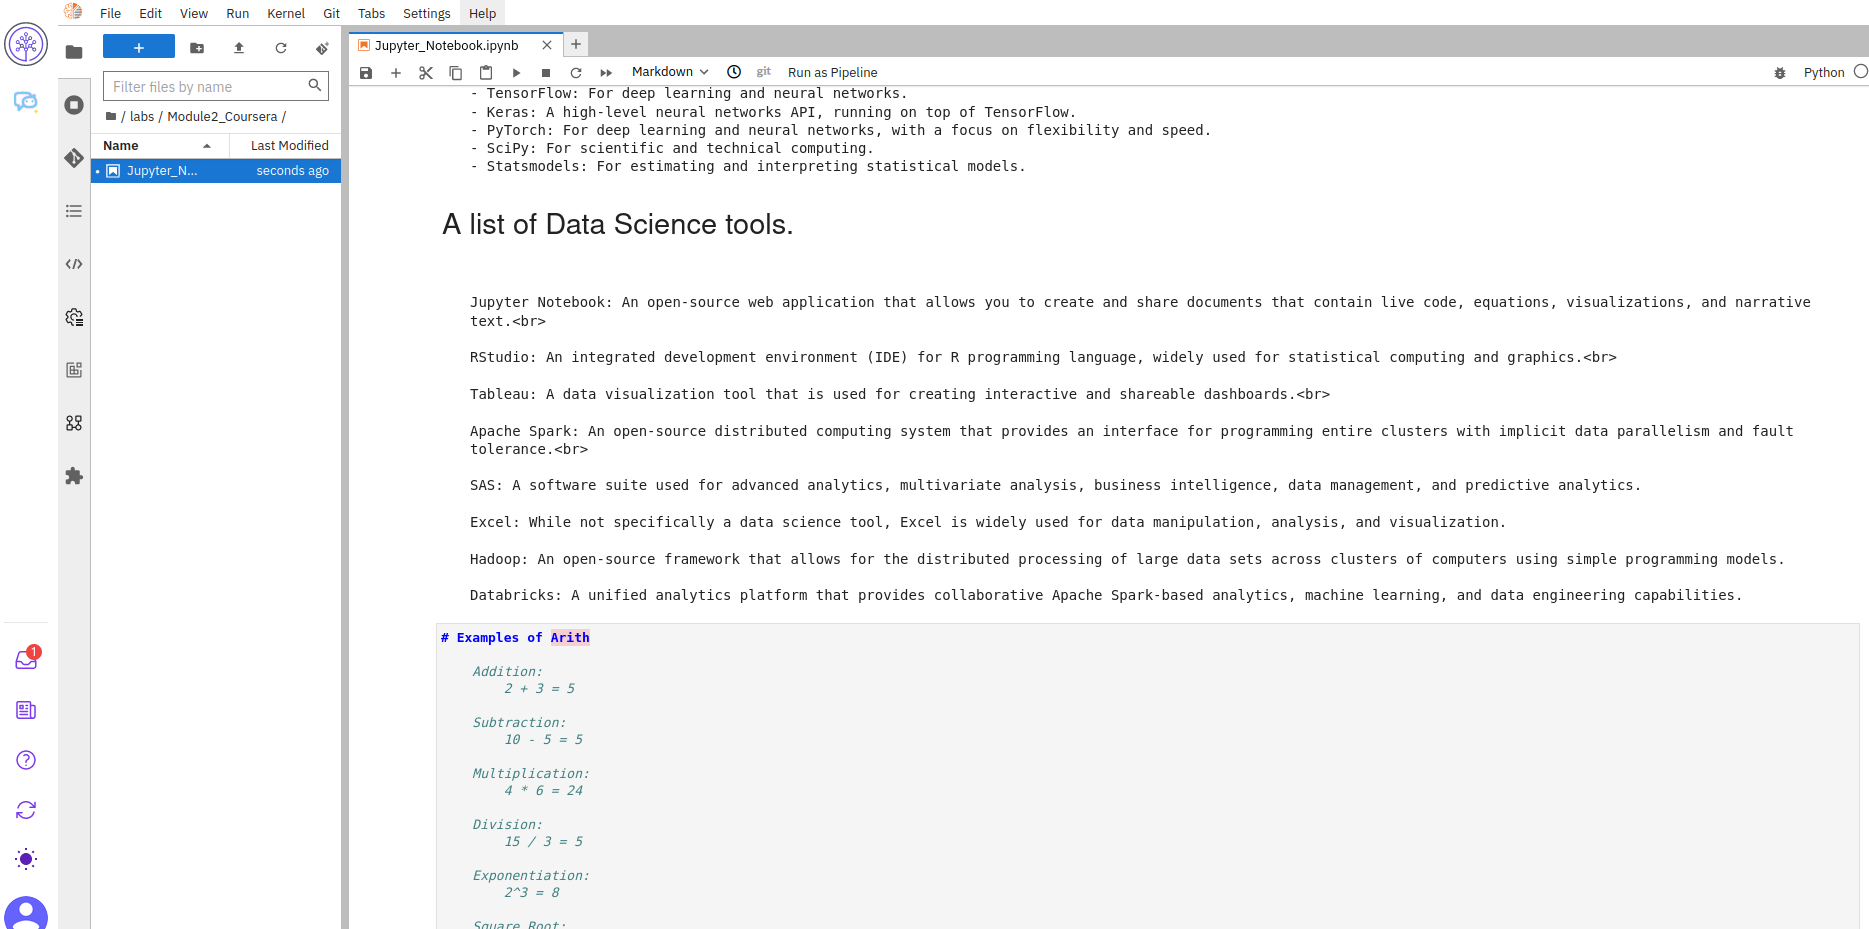 File Edit View Run Kernel Git Tabs Settings Help
Jupyter_Notebook.ipynb
Markdown
git
Run as Pipeline
Python
Filter files by name
/ labs / Module2_Coursera /
Name
Last Modified
Jupyter_N...
seconds ago
1
- TensorFlow: For deep learning and neural networks.
- Keras: A high-level neural networks API, running on top of TensorFlow.
- PyTorch: For deep learning and neural networks, with a focus on flexibility and speed.
- SciPy: For scientific and technical computing.
- Statsmodels: For estimating and interpreting statistical models.
A list of Data Science tools.
Jupyter Notebook: An open-source web application that allows you to create and share documents that contain live code, equations, visualizations, and narrative
text.<br>
RStudio: An integrated development environment (IDE) for R programming language, widely used for statistical computing and graphics.<br>
Tableau: A data visualization tool that is used for creating interactive and shareable dashboards.<br>
Apache Spark: An open-source distributed computing system that provides an interface for programming entire clusters with implicit data parallelism and fault
tolerance.<br>
SAS: A software suite used for advanced analytics, multivariate analysis, business intelligence, data management, and predictive analytics.
Excel: While not specifically a data science tool, Excel is widely used for data manipulation, analysis, and visualization.
Hadoop: An open-source framework that allows for the distributed processing of large data sets across clusters of computers using simple programming models.
Databricks: A unified analytics platform that provides collaborative Apache Spark-based analytics, machine learning, and data engineering capabilities.
# Examples of Arith
Addition:
2 + 3 = 5
Subtraction:
10 - 5 = 5
Multiplication:
4 * 6 = 24
Division:
15 / 3 = 5
Exponentiation:
2^3 = 8
Square Root: